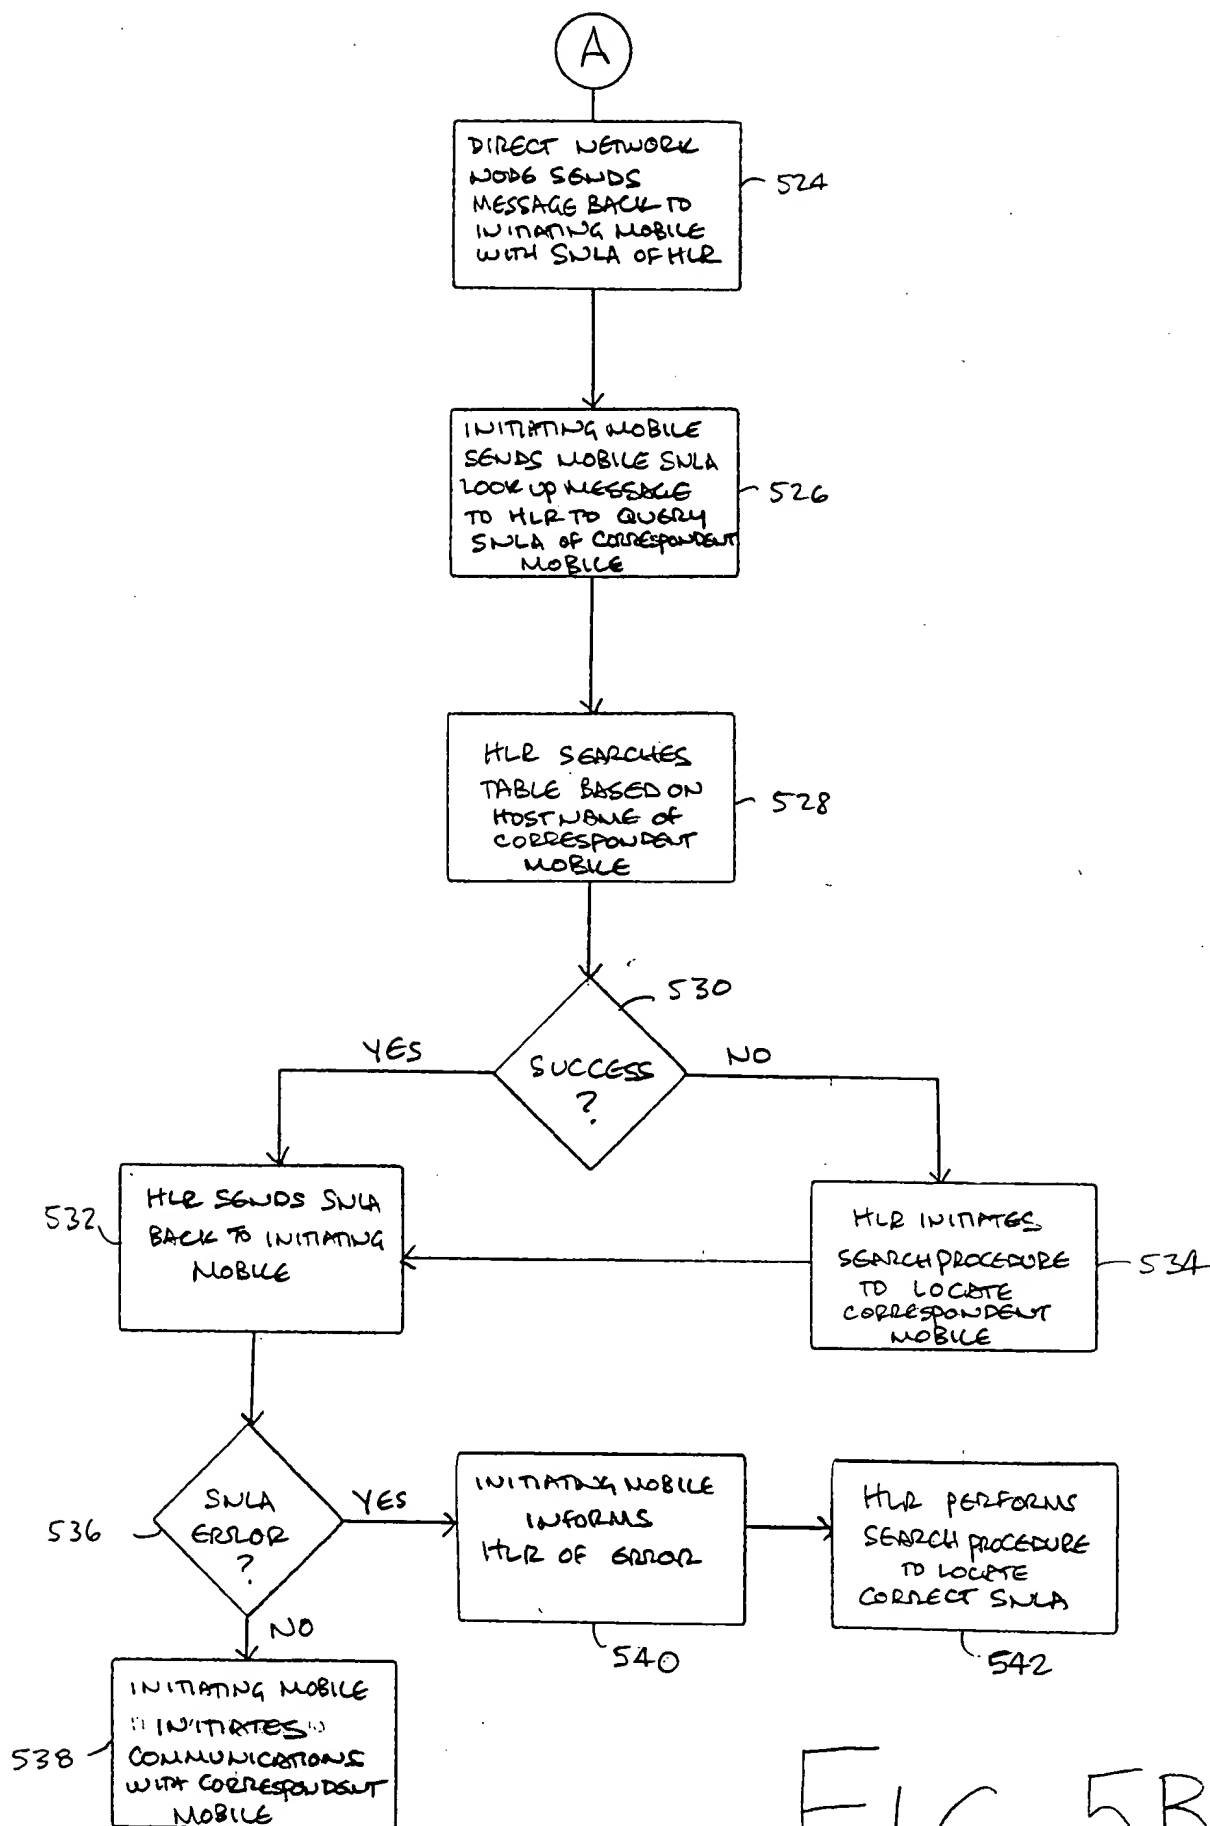 A
DIRECT NETWORK
NODE SENDS
MESSAGE BACK TO
INITIATING MOBILE
WITH SNLA OF HLR
524
INITIATING MOBILE
SENDS MOBILE SNLA
LOOK UP MESSAGE
TO HLR TO QUERY
SNLA OF CORRESPONDENT
MOBILE
526
HLR SEARCHES
TABLE BASED ON
HOST NAME OF
CORRESPONDENT
MOBILE
528
530
SUCCESS
?
YES
NO
HLR SENDS SNLA
BACK TO INITIATING
MOBILE
532
HLR INITIATES
SEARCH PROCEDURE
TO LOCATE
CORRESPONDENT
MOBILE
534
SNLA
ERROR
?
536
YES
NO
INITIATING MOBILE
INFORMS
HLR OF ERROR
540
HLR PERFORMS
SEARCH PROCEDURE
TO LOCATE
CORRECT SNLA
542
INITIATING MOBILE
INITIATES
COMMUNICATIONS
WITH CORRESPONDENT
MOBILE
538
FIG 5B